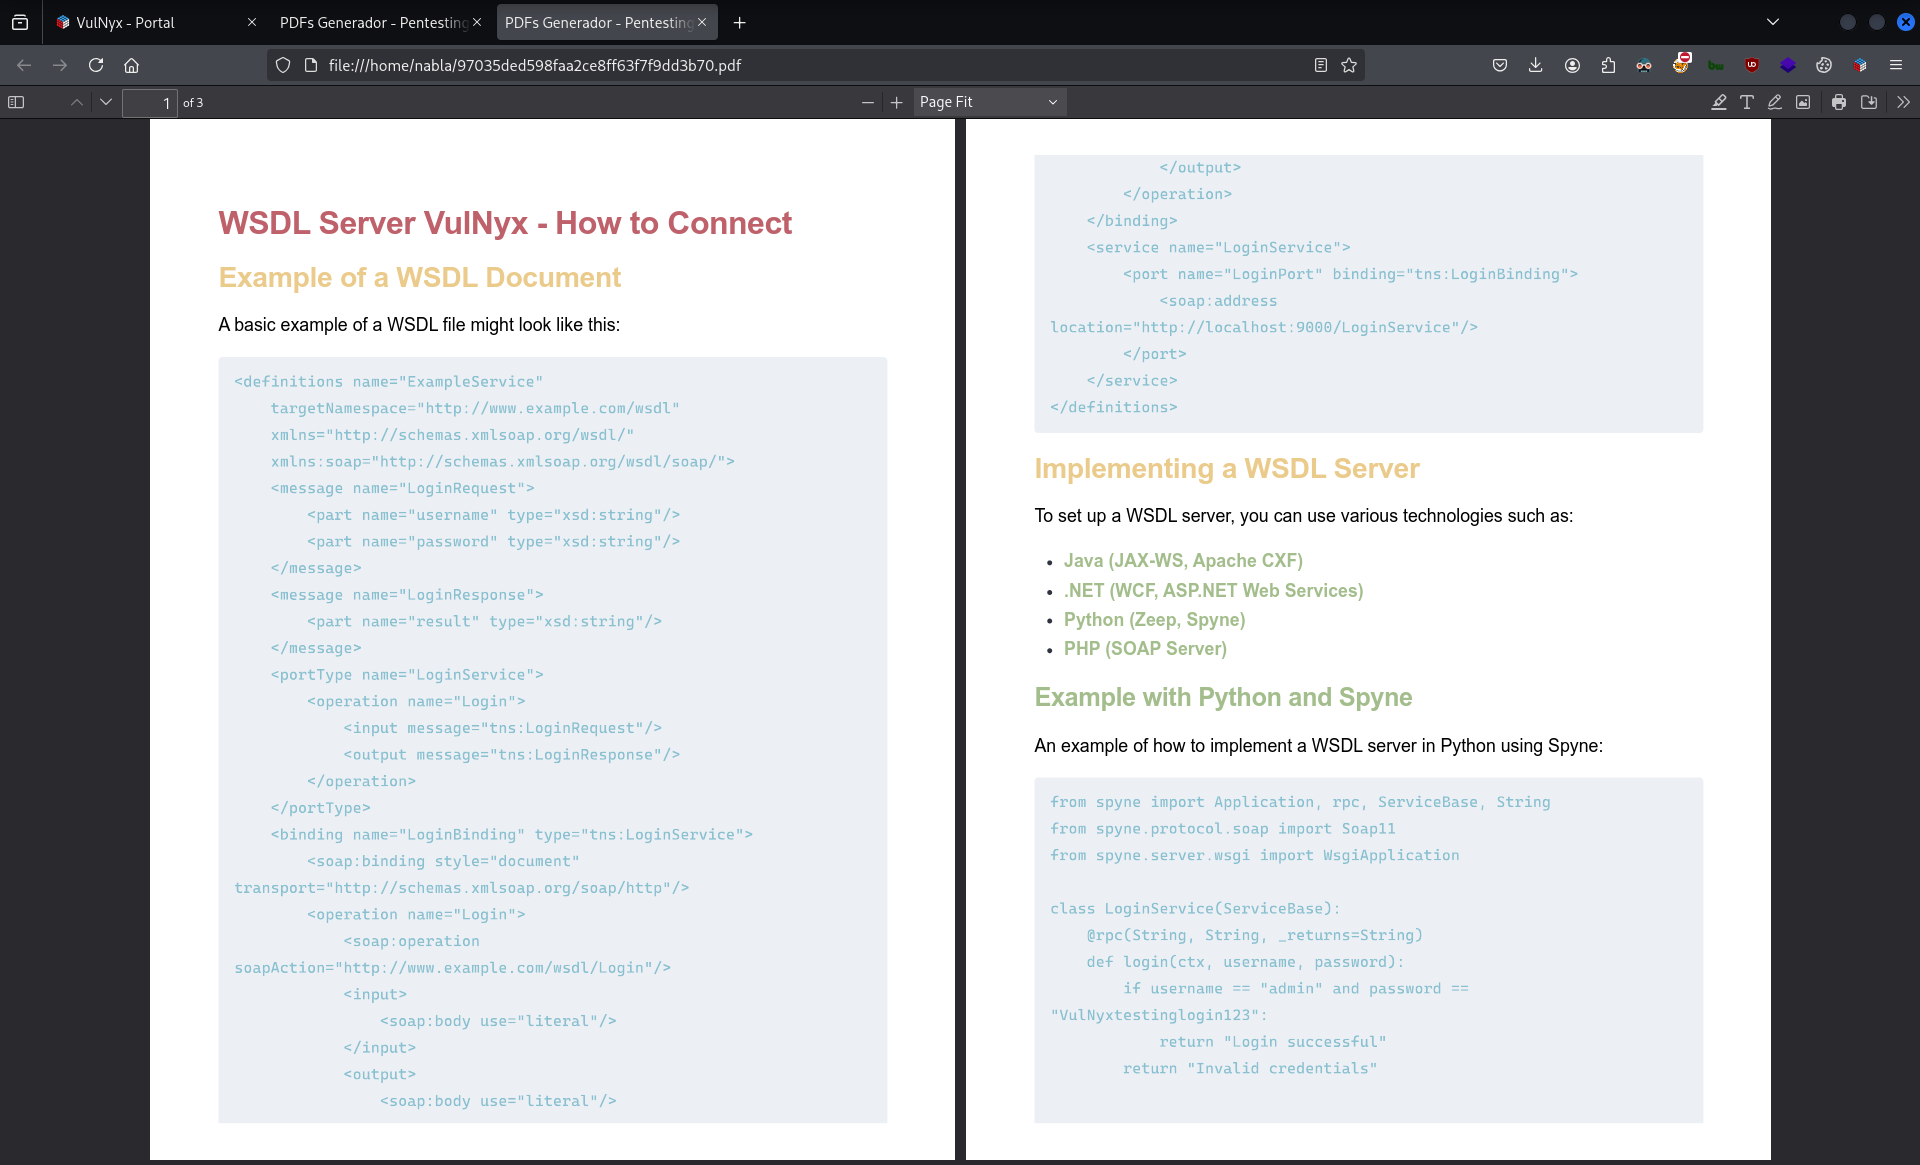 VulNyx - Portal
PDFs Generador - Pentesting
PDFs Generador - Pentesting
file:///home/nabla/97035ded598faa2ce8ff63f7f9dd3b70.pdf
1 of 3
Page Fit
WSDL Server VulNyx - How to Connect
Example of a WSDL Document
A basic example of a WSDL file might look like this:
<definitions name="ExampleService"
    targetNamespace="http://www.example.com/wsdl"
    xmlns="http://schemas.xmlsoap.org/wsdl/"
    xmlns:soap="http://schemas.xmlsoap.org/wsdl/soap/">
    <message name="LoginRequest">
        <part name="username" type="xsd:string"/>
        <part name="password" type="xsd:string"/>
    </message>
    <message name="LoginResponse">
        <part name="result" type="xsd:string"/>
    </message>
    <portType name="LoginService">
        <operation name="Login">
            <input message="tns:LoginRequest"/>
            <output message="tns:LoginResponse"/>
        </operation>
    </portType>
    <binding name="LoginBinding" type="tns:LoginService">
        <soap:binding style="document"
transport="http://schemas.xmlsoap.org/soap/http"/>
        <operation name="Login">
            <soap:operation
soapAction="http://www.example.com/wsdl/Login"/>
            <input>
                <soap:body use="literal"/>
            </input>
            <output>
                <soap:body use="literal"/>
            </output>
        </operation>
    </binding>
    <service name="LoginService">
        <port name="LoginPort" binding="tns:LoginBinding">
            <soap:address
location="http://localhost:9000/LoginService"/>
        </port>
    </service>
</definitions>
Implementing a WSDL Server
To set up a WSDL server, you can use various technologies such as:
• Java (JAX-WS, Apache CXF)
• .NET (WCF, ASP.NET Web Services)
• Python (Zeep, Spyne)
• PHP (SOAP Server)
Example with Python and Spyne
An example of how to implement a WSDL server in Python using Spyne:
from spyne import Application, rpc, ServiceBase, String
from spyne.protocol.soap import Soap11
from spyne.server.wsgi import WsgiApplication
class LoginService(ServiceBase):
    @rpc(String, String, _returns=String)
    def login(ctx, username, password):
        if username == "admin" and password ==
"VulNyxtestinglogin123":
            return "Login successful"
        return "Invalid credentials"